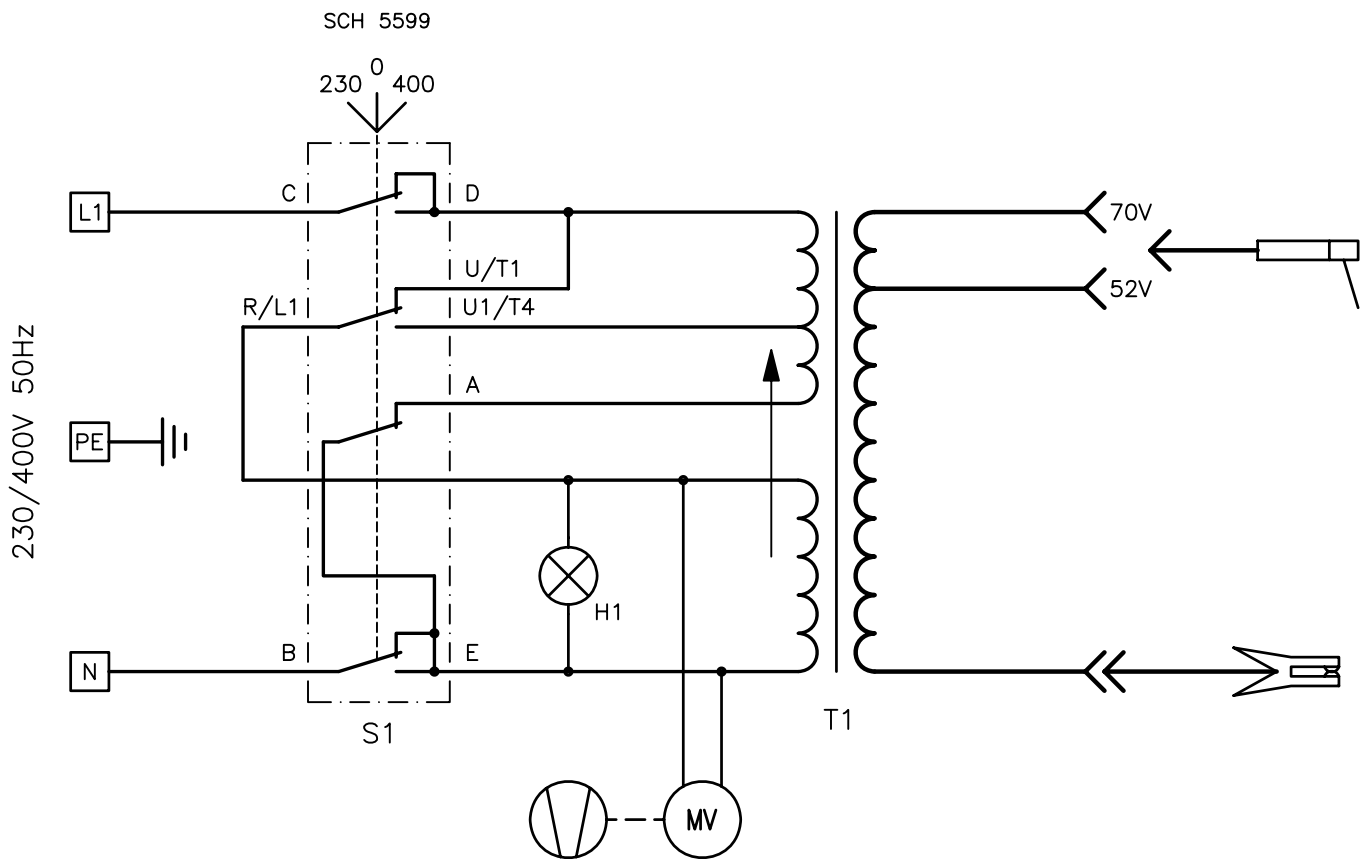 SCH 5599
0
230 400
C
D
L1
70V
U/T1
52V
R/L1
U1/T4
230/400V 50Hz
A
PE
H1
B
E
N
S1
T1
MV